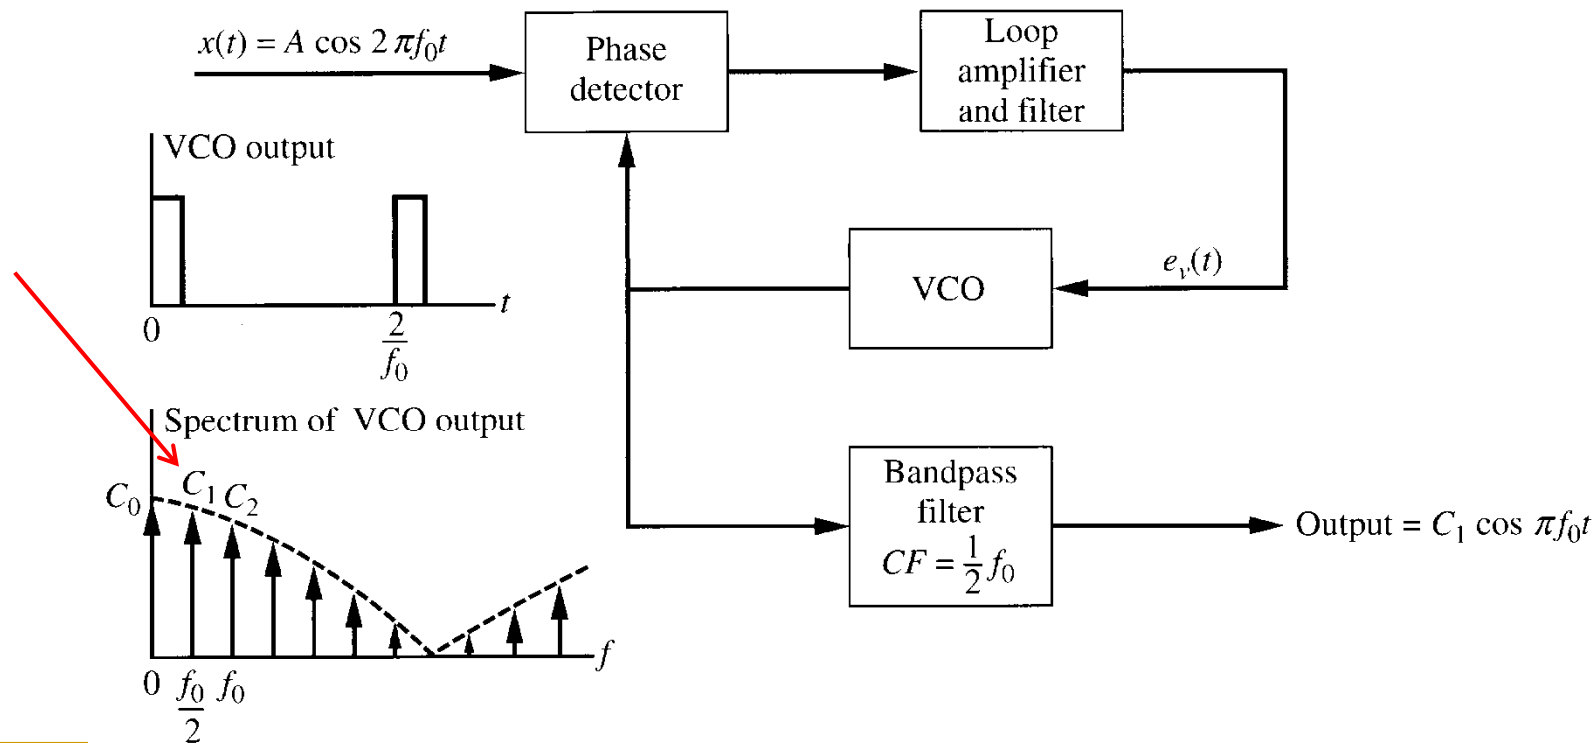 x(t) = A cos 2πf₀t
Phase
detector
Loop
amplifier
and filter
VCO output
0
2
f₀
t
VCO
eᵥ(t)
Spectrum of VCO output
C₀
C₁
C₂
0
f₀
2
f₀
f
Bandpass
filter
CF = 1/2 f₀
Output = C₁ cos πf₀t